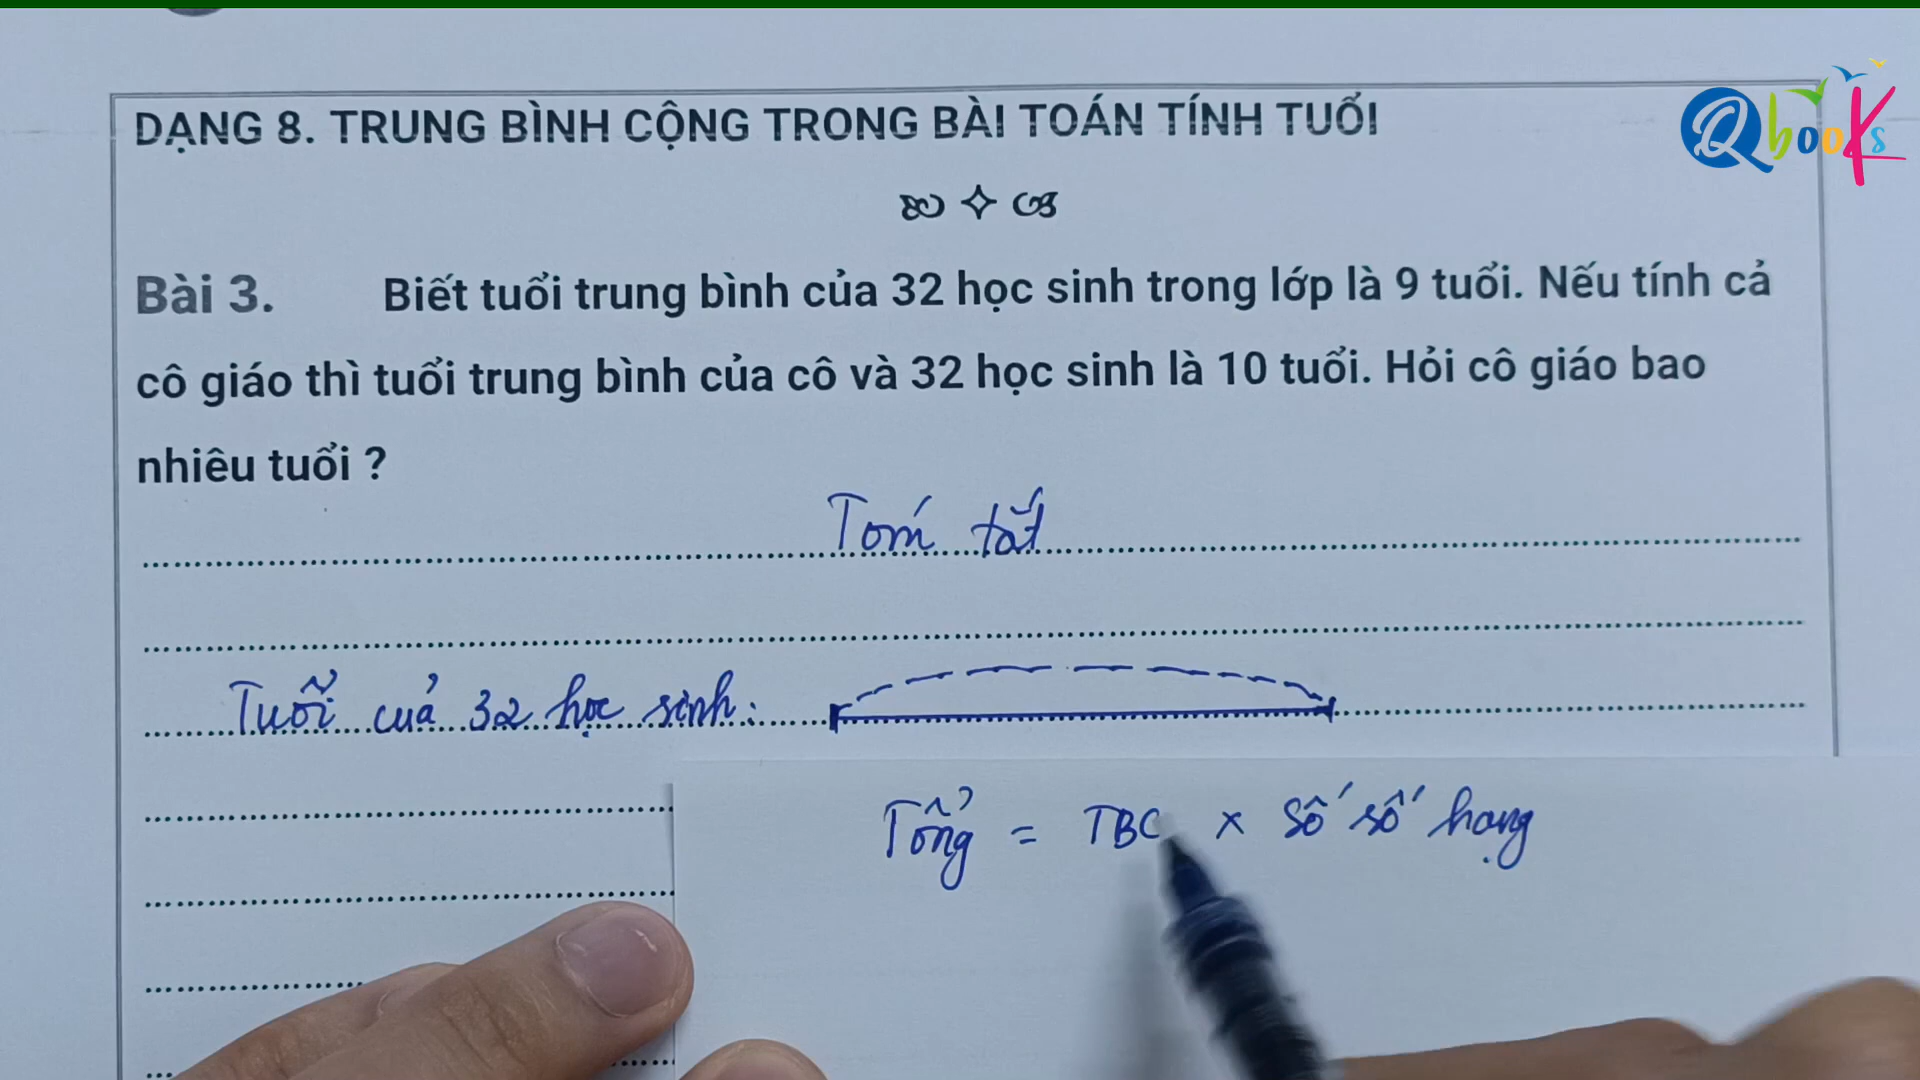 DẠNG 8. TRUNG BÌNH CỘNG TRONG BÀI TOÁN TÍNH TUỔI
Qbooks
Bài 3. Biết tuổi trung bình của 32 học sinh trong lớp là 9 tuổi. Nếu tính cả
cô giáo thì tuổi trung bình của cô và 32 học sinh là 10 tuổi. Hỏi cô giáo bao
nhiêu tuổi ?
Tóm tắt
Tuổi của 32 học sinh:
Tổng = TBC × Số số hạng